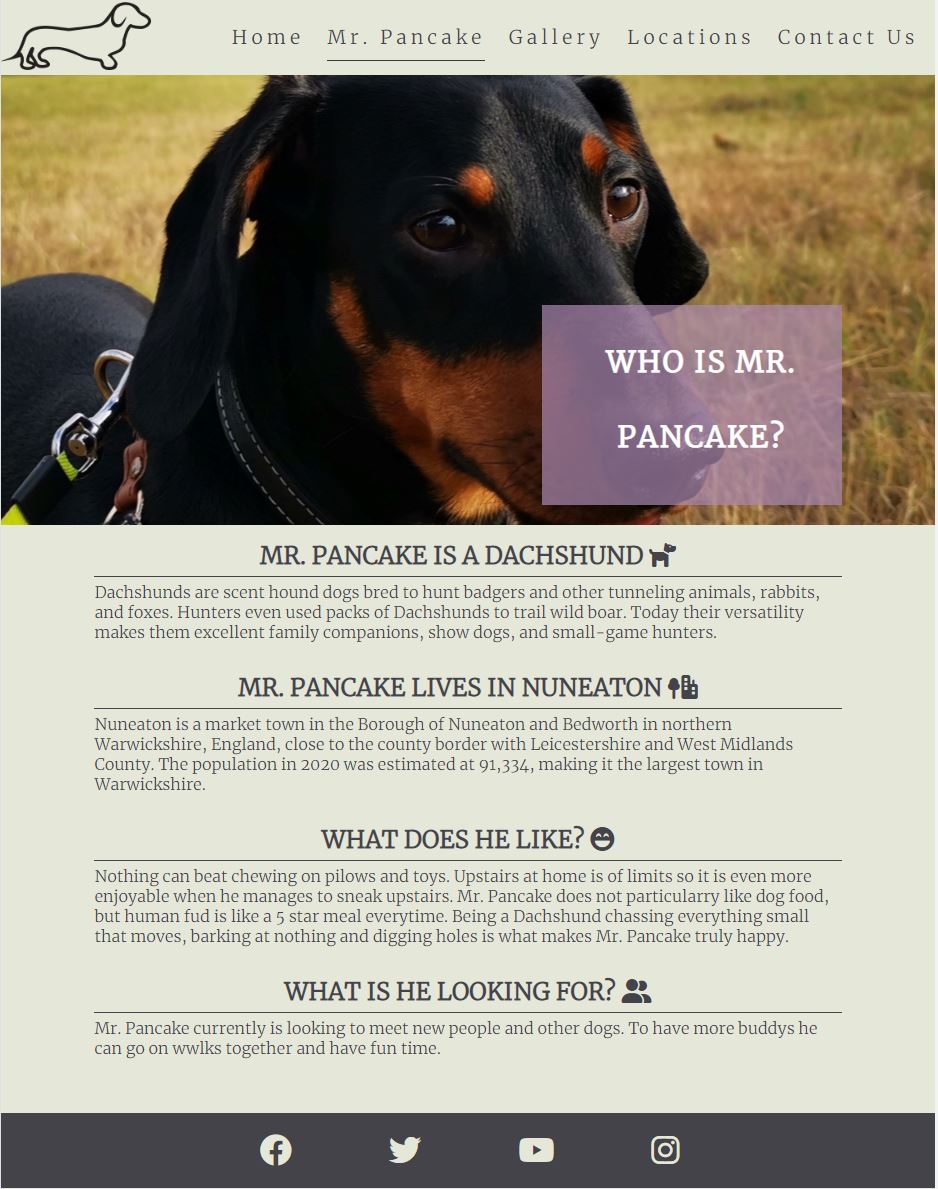 Home Mr. Pancake Gallery Locations Contact Us
WHO IS MR.
PANCAKE?
MR. PANCAKE IS A DACHSHUND
Dachshunds are scent hound dogs bred to hunt badgers and other tunneling animals, rabbits,
and foxes. Hunters even used packs of Dachshunds to trail wild boar. Today their versatility
makes them excellent family companions, show dogs, and small-game hunters.
MR. PANCAKE LIVES IN NUNEATON
Nuneaton is a market town in the Borough of Nuneaton and Bedworth in northern
Warwickshire, England, close to the county border with Leicestershire and West Midlands
County. The population in 2020 was estimated at 91,334, making it the largest town in
Warwickshire.
WHAT DOES HE LIKE?
Nothing can beat chewing on pilows and toys. Upstairs at home is of limits so it is even more
enjoyable when he manages to sneak upstairs. Mr. Pancake does not particularry like dog food,
but human fud is like a 5 star meal everytime. Being a Dachshund chassing everything small
that moves, barking at nothing and digging holes is what makes Mr. Pancake truly happy.
WHAT IS HE LOOKING FOR?
Mr. Pancake currently is looking to meet new people and other dogs. To have more buddys he
can go on wwlks together and have fun time.